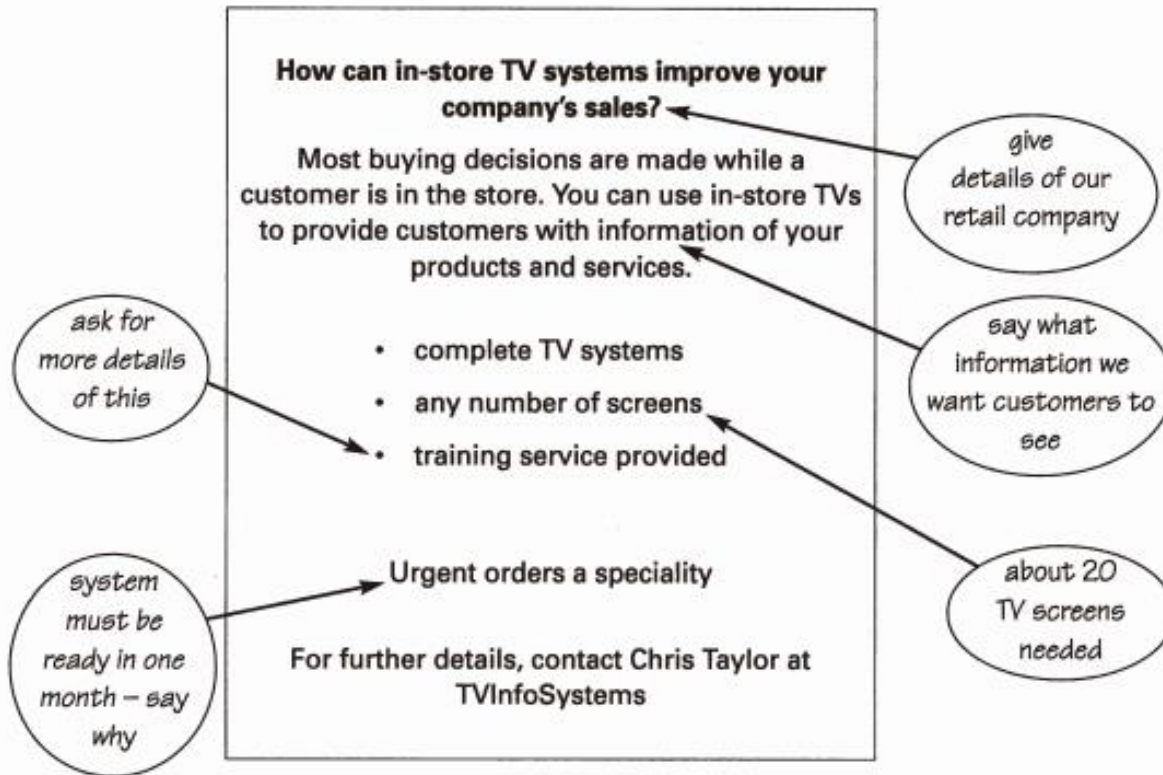 How can in-store TV systems improve your
company's sales?
give
details of our
retail company
Most buying decisions are made while a
customer is in the store. You can use in-store TVs
to provide customers with information of your
products and services.
say what
information we
want customers to
see
ask for
more details
of this
• complete TV systems
• any number of screens
• training service provided
about 20
TV screens
needed
system
must be
ready in one
month – say
why
Urgent orders a speciality
For further details, contact Chris Taylor at
TVInfoSystems